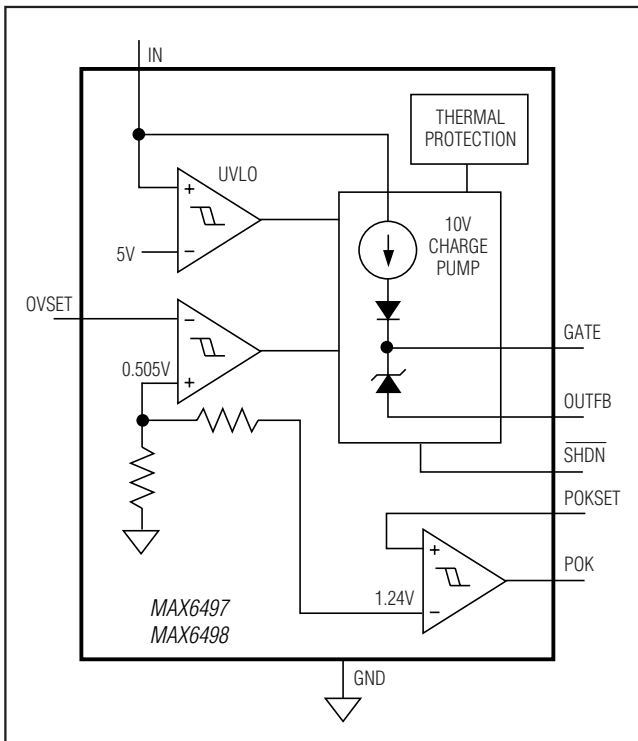 IN
THERMAL
PROTECTION
UVLO
+
10V
CHARGE
PUMP
5V
−
OVSET
−
GATE
0.505V
+
OUTFB
SHDN
POKSET
+
POK
1.24V
−
MAX6497
MAX6498
GND